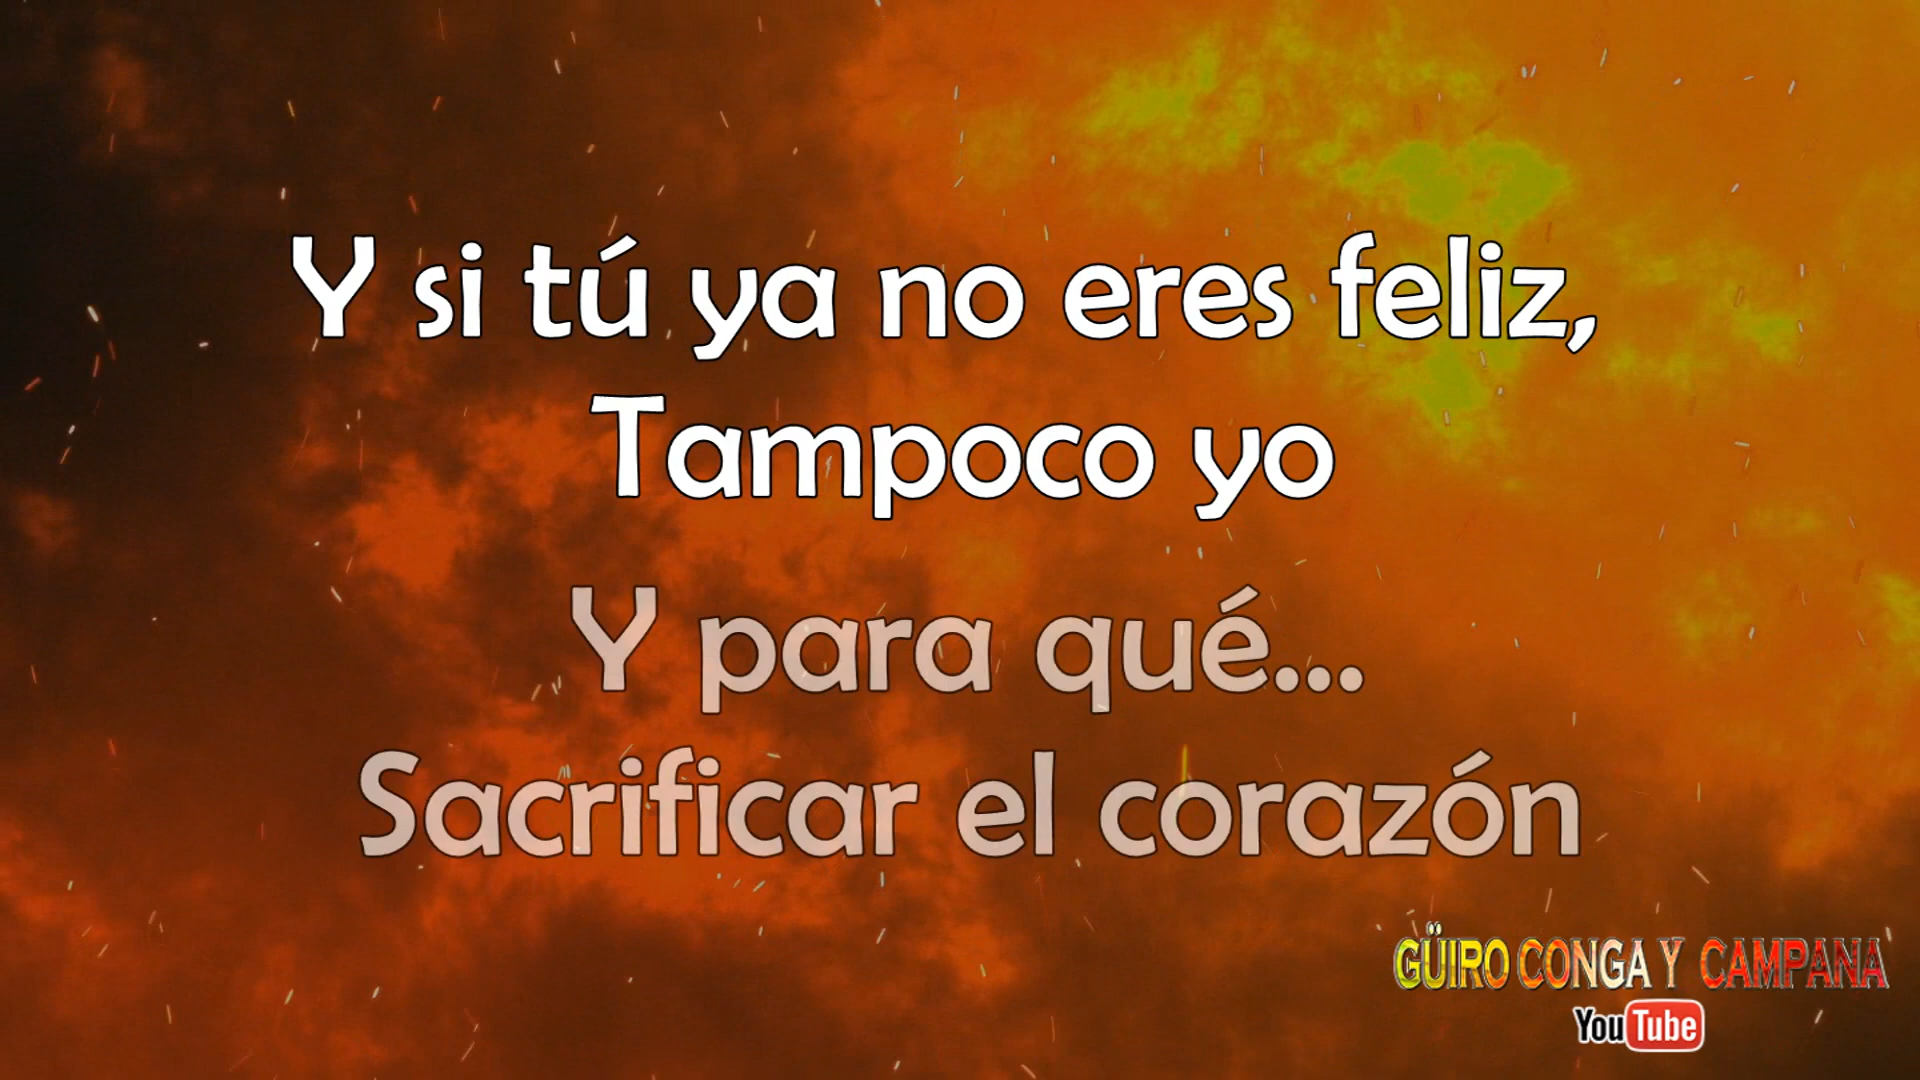 Y si tú ya no eres feliz,
Tampoco yo
Y para qué...
Sacrificar el corazón
GÜIRO CONGA Y CAMPANA
YouTube